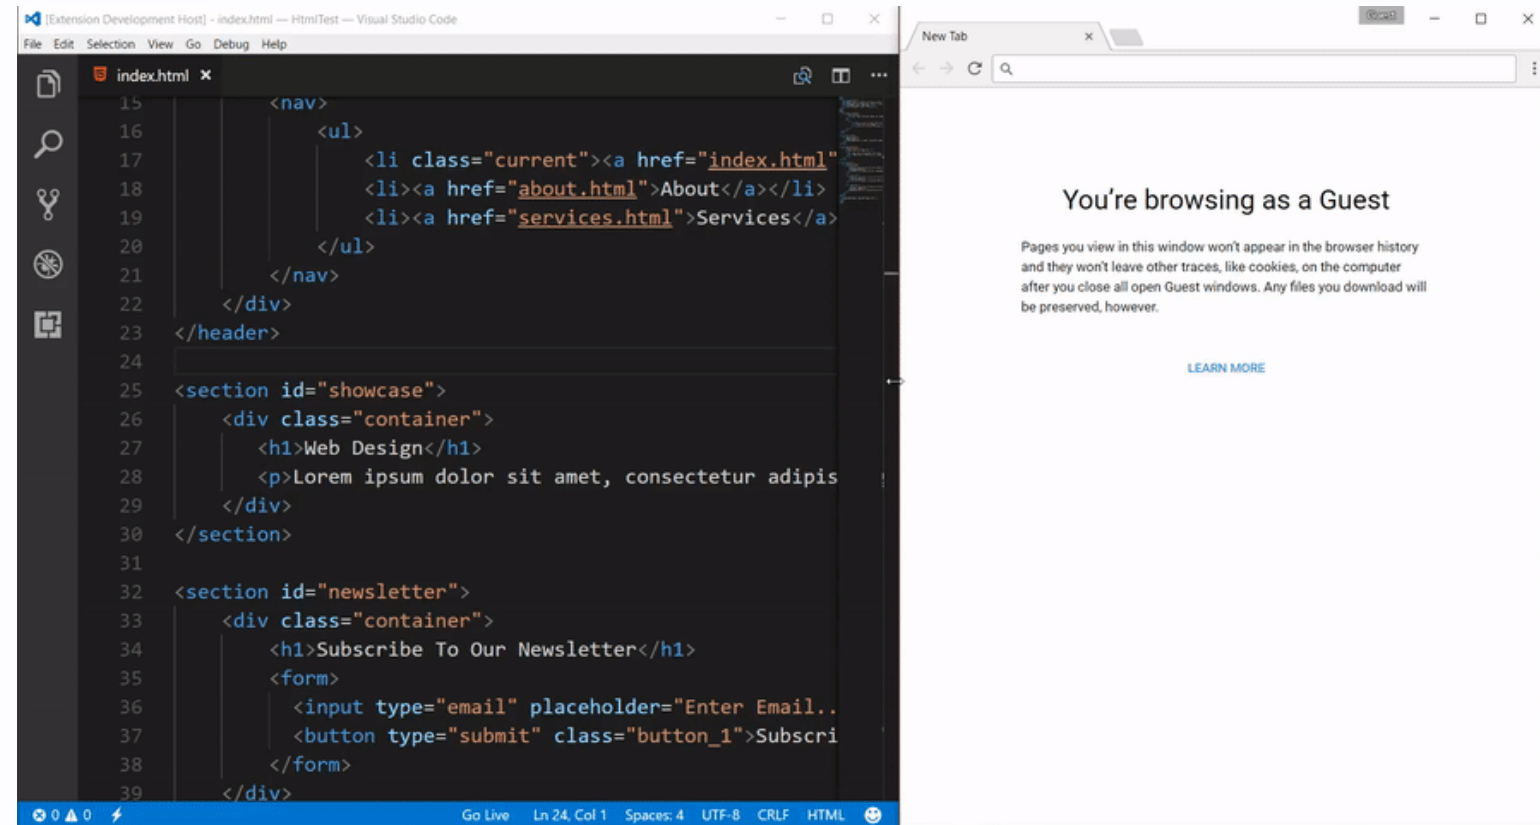 [Extension Development Host] - index.html — HtmlTest — Visual Studio Code
File Edit Selection View Go Debug Help
index.html
15 <nav>
16 <ul>
17 <li class="current"><a href="index.html"
18 <li><a href="about.html">About</a></li>
19 <li><a href="services.html">Services</a>
20 </ul>
21 </nav>
22 </div>
23 </header>
24
25 <section id="showcase">
26 <div class="container">
27 <h1>Web Design</h1>
28 <p>Lorem ipsum dolor sit amet, consectetur adipis
29 </div>
30 </section>
31
32 <section id="newsletter">
33 <div class="container">
34 <h1>Subscribe To Our Newsletter</h1>
35 <form>
36 <input type="email" placeholder="Enter Email..
37 <button type="submit" class="button_1">Subscri
38 </form>
39 </div>
0 0 Go Live Ln 24, Col 1 Spaces: 4 UTF-8 CRLF HTML
Guest
New Tab
You're browsing as a Guest
Pages you view in this window won't appear in the browser history
and they won't leave other traces, like cookies, on the computer
after you close all open Guest windows. Any files you download will
be preserved, however.
LEARN MORE